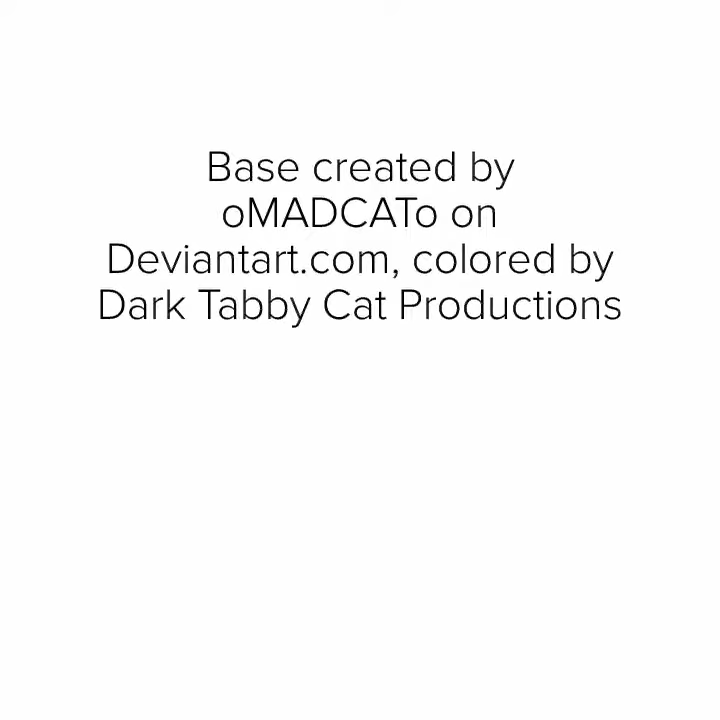 Base created by
oMADCATo on
Deviantart.com, colored by
Dark Tabby Cat Productions